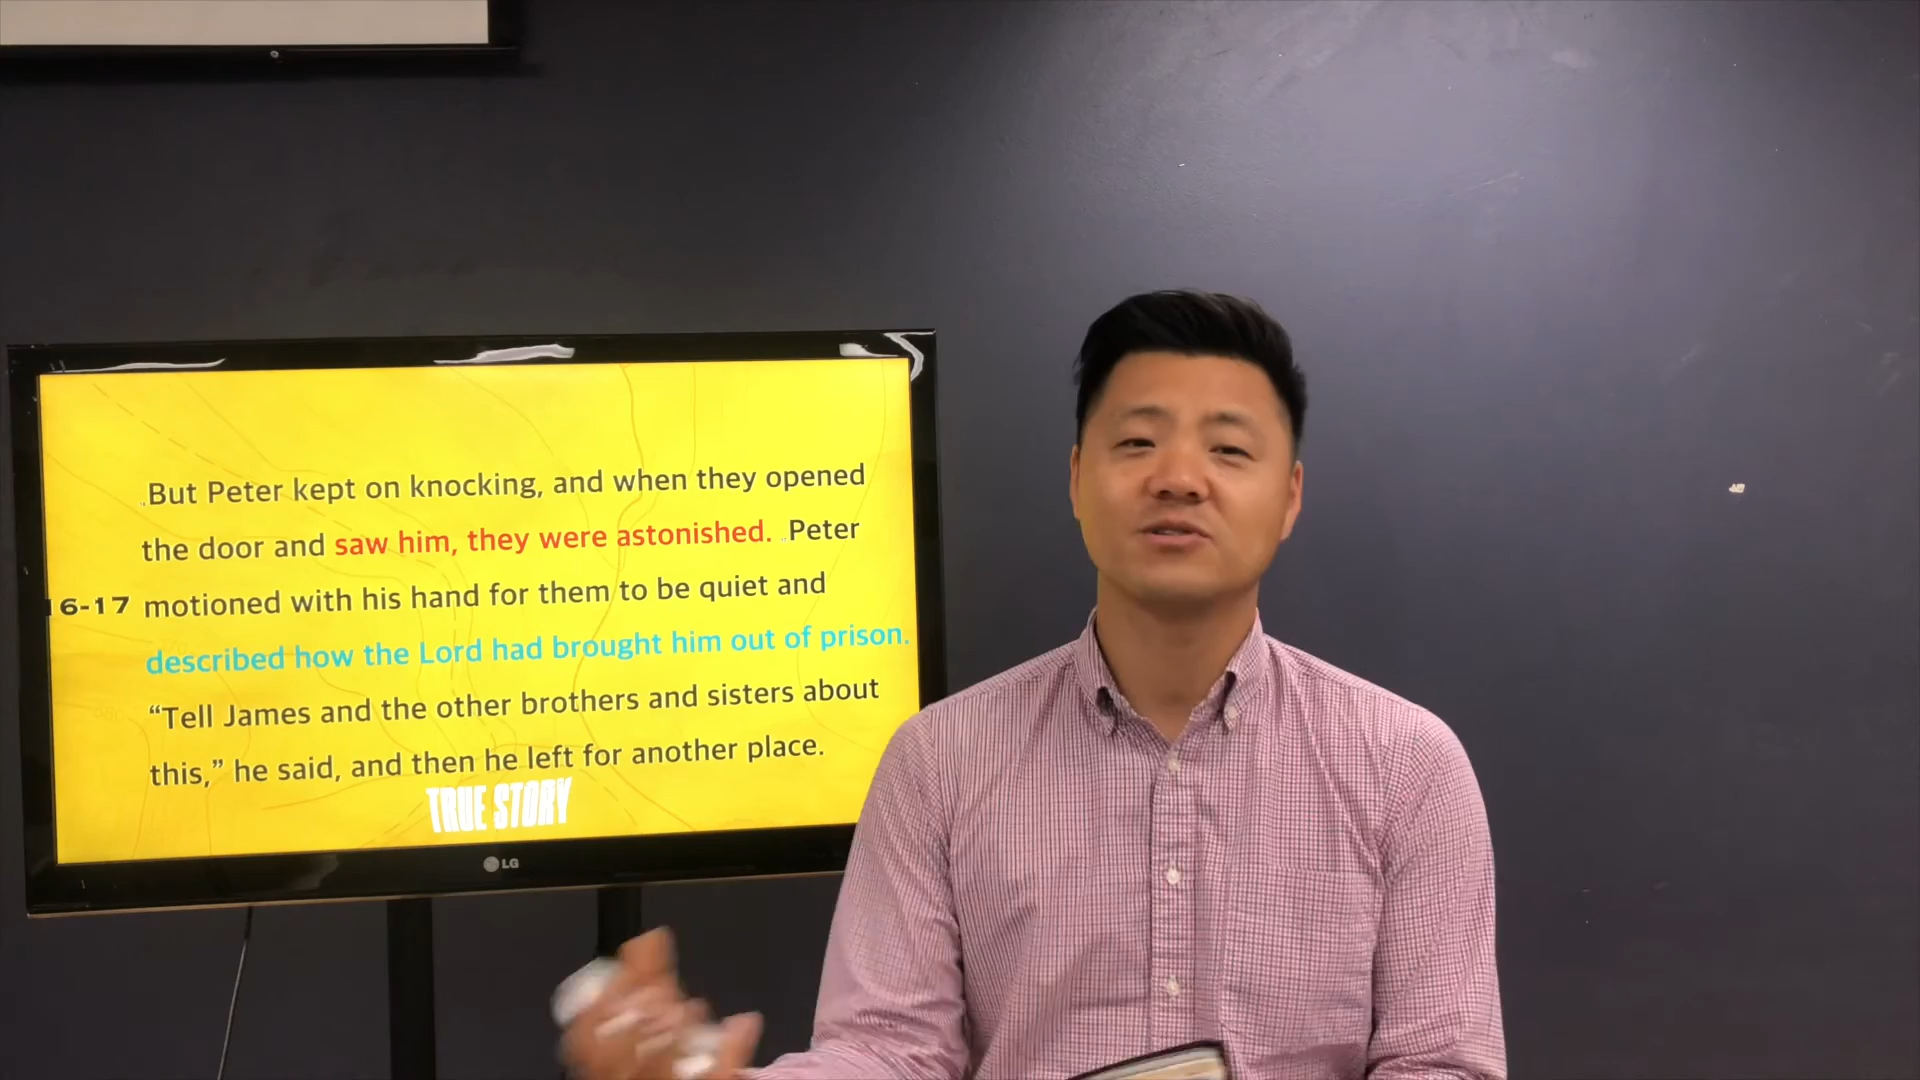 But Peter kept on knocking, and when they opened
the door and saw him, they were astonished. Peter
16-17 motioned with his hand for them to be quiet and
described how the Lord had brought him out of prison.
“Tell James and the other brothers and sisters about
this,” he said, and then he left for another place.
TRUE STORY
LG